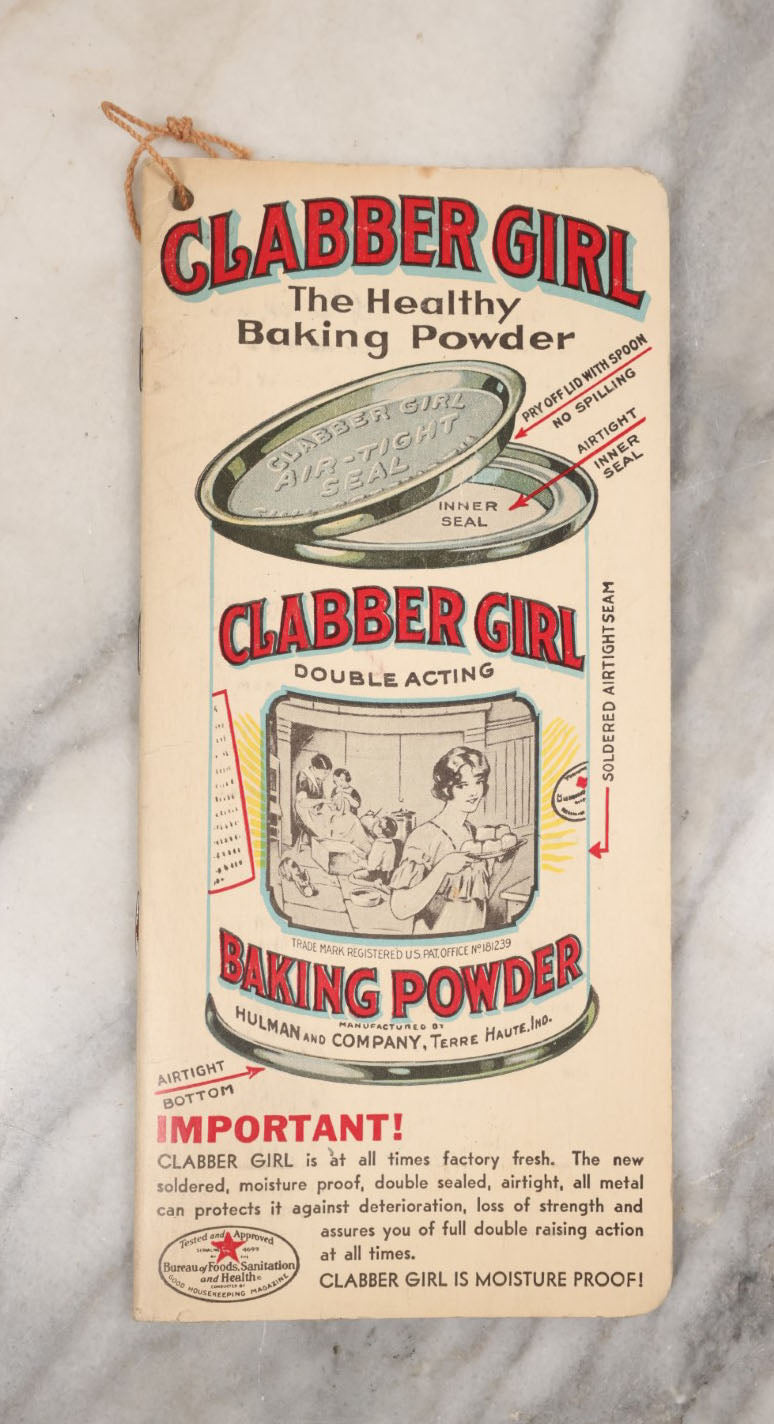 CLABBER GIRL
The Healthy
Baking Powder
PRY OFF LID WITH SPOON
NO SPILLING
AIRTIGHT
INNER
SEAL
CLABBER GIRL
AIR-TIGHT
SEAL
INNER
SEAL
CLABBER GIRL
DOUBLE ACTING
SOLDERED AIRTIGHT SEAM
TRADE MARK REGISTERED U.S. PAT. OFFICE No 181239
BAKING POWDER
MANUFACTURED BY
HULMAN AND COMPANY, TERRE HAUTE, IND.
AIRTIGHT
BOTTOM
IMPORTANT!
CLABBER GIRL is at all times factory fresh. The new
soldered, moisture proof, double sealed, airtight, all metal
can protects it against deterioration, loss of strength and
assures you of full double raising action
at all times.
CLABBER GIRL IS MOISTURE PROOF!
Tested and Approved
4099
Bureau of Foods, Sanitation
and Health
CONDUCTED BY
GOOD HOUSEKEEPING MAGAZINE